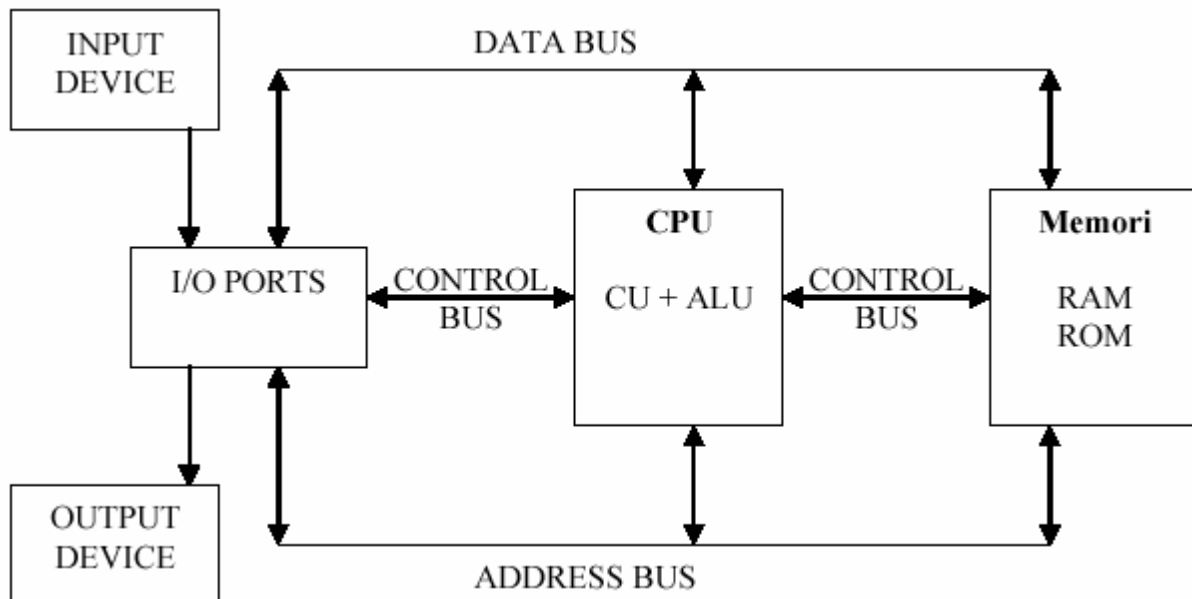 INPUT
DEVICE
DATA BUS
I/O PORTS
CONTROL
BUS
CPU
CU + ALU
CONTROL
BUS
Memori
RAM
ROM
OUTPUT
DEVICE
ADDRESS BUS